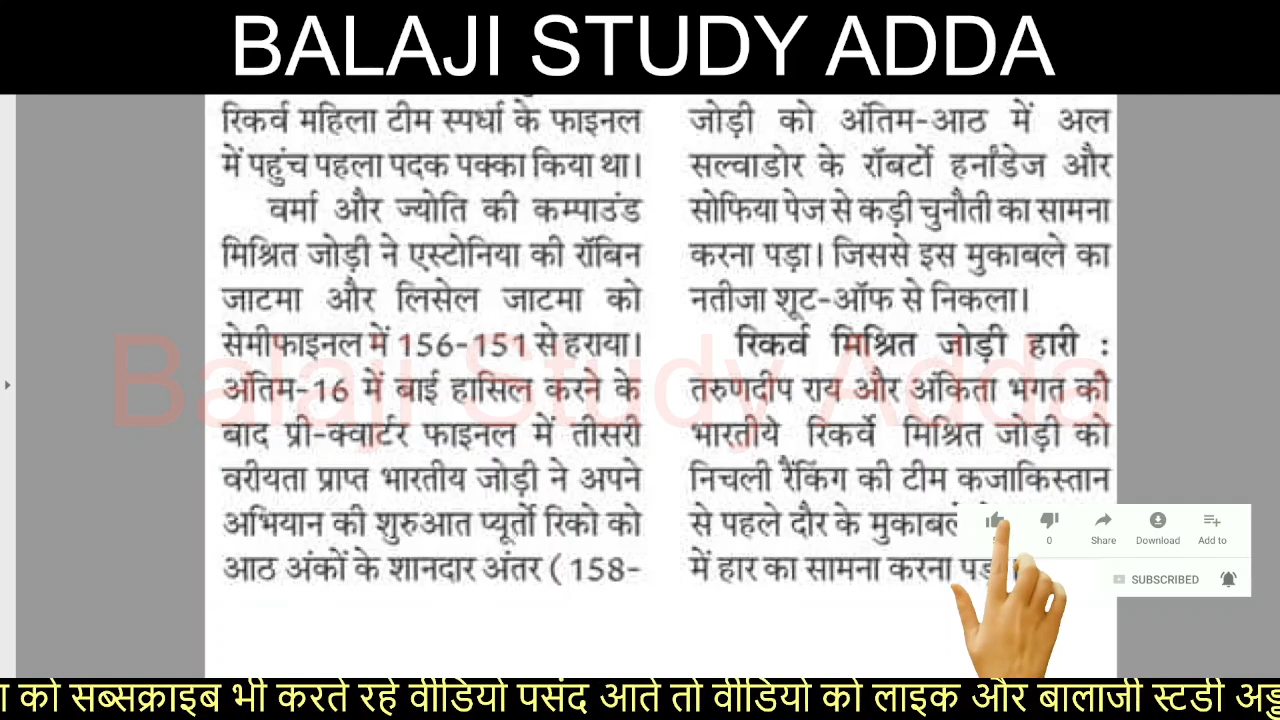 BALAJI STUDY ADDA
रिकर्व महिला टीम स्पर्धा के फाइनल
में पहुंच पहला पदक पक्का किया था।
वर्मा और ज्योति की कम्पाउंड
मिश्रित जोड़ी ने एस्टोनिया की रॉबिन
जाटमा और लिसेल जाटमा को
सेमीफाइनल में 156-151 से हराया।
अंतिम-16 में बाई हासिल करने के
बाद प्री-क्वार्टर फाइनल में तीसरी
वरीयता प्राप्त भारतीय जोड़ी ने अपने
अभियान की शुरुआत प्यूर्तो रिको को
आठ अंकों के शानदार अंतर ( 158-
जोड़ी को अंतिम-आठ में अल
सल्वाडोर के रॉबर्टो हर्नांडेज और
सोफिया पेज से कड़ी चुनौती का सामना
करना पड़ा। जिससे इस मुकाबले का
नतीजा शूट-ऑफ से निकला।
रिकर्व मिश्रित जोड़ी हारी :
तरुणदीप राय और अंकिता भगत की
भारतीये रिकर्वे मिश्रित जोड़ी को
निचली रैंकिंग की टीम कजाकिस्तान
से पहले दौर के मुकाबले
में हार का सामना करना
Balaji Study Adda
0 Share Download Add to
SUBSCRIBED
को सब्सक्राइब भी करते रहे वीडियो पसंद आते तो वीडियो को लाइक और बालाजी स्टडी